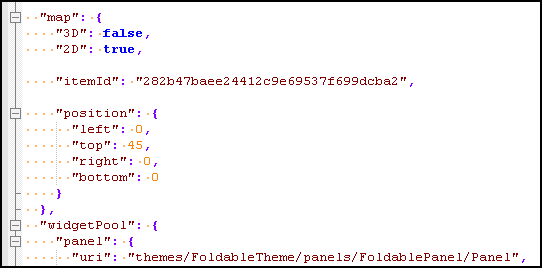 "map": {
"3D": false,
"2D": true,
"itemId": "282b47baee24412c9e69537f699dcba2",
"position": {
"left": 0,
"top": 45,
"right": 0,
"bottom": 0
}
},
"widgetPool": {
"panel": {
"uri": "themes/FoldableTheme/panels/FoldablePanel/Panel",